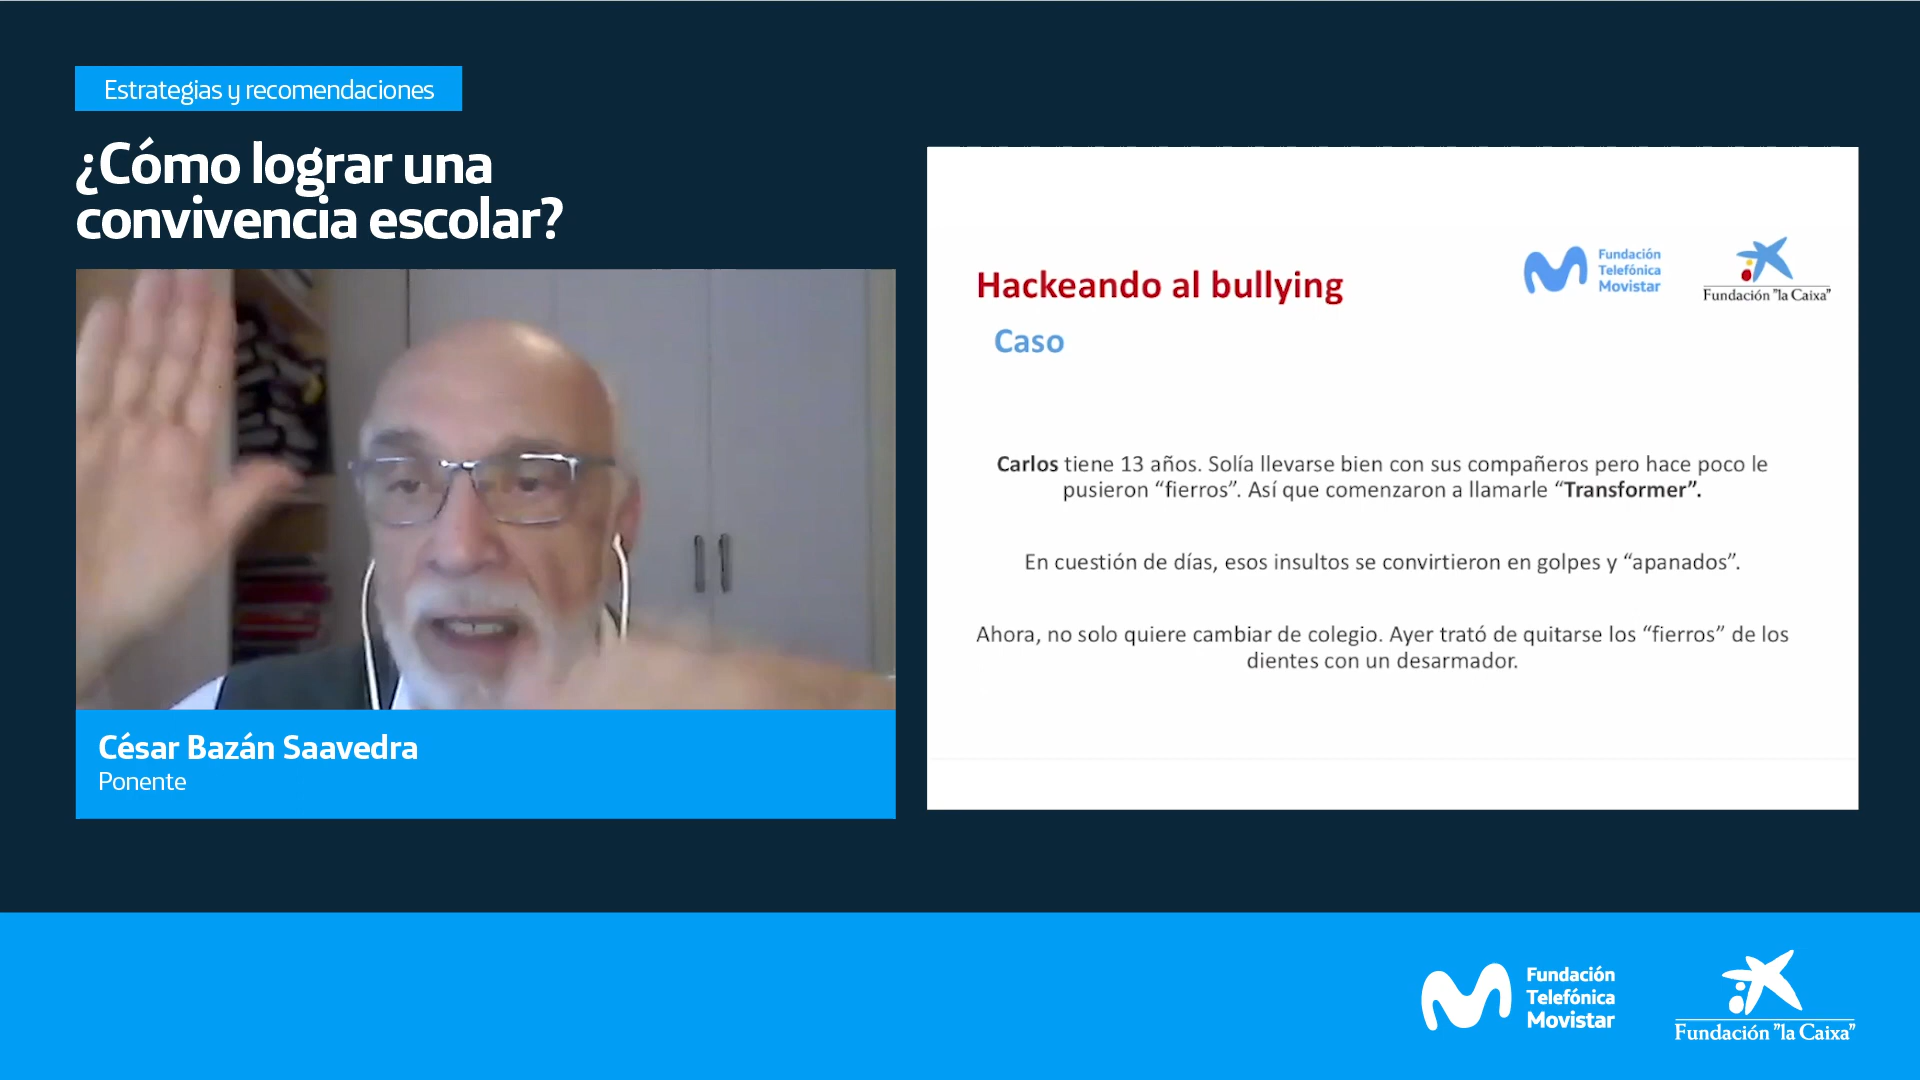 Estrategias y recomendaciones
¿Cómo lograr una
convivencia escolar?
César Bazán Saavedra
Ponente
Fundación
Telefónica
Movistar
Fundación "la Caixa"
Hackeando al bullying
Caso
Carlos tiene 13 años. Solía llevarse bien con sus compañeros pero hace poco le
pusieron “fierros”. Así que comenzaron a llamarle “Transformer”.
En cuestión de días, esos insultos se convirtieron en golpes y “apanados”.
Ahora, no solo quiere cambiar de colegio. Ayer trató de quitarse los “fierros” de los
dientes con un desarmador.
Fundación
Telefónica
Movistar
Fundación "la Caixa"